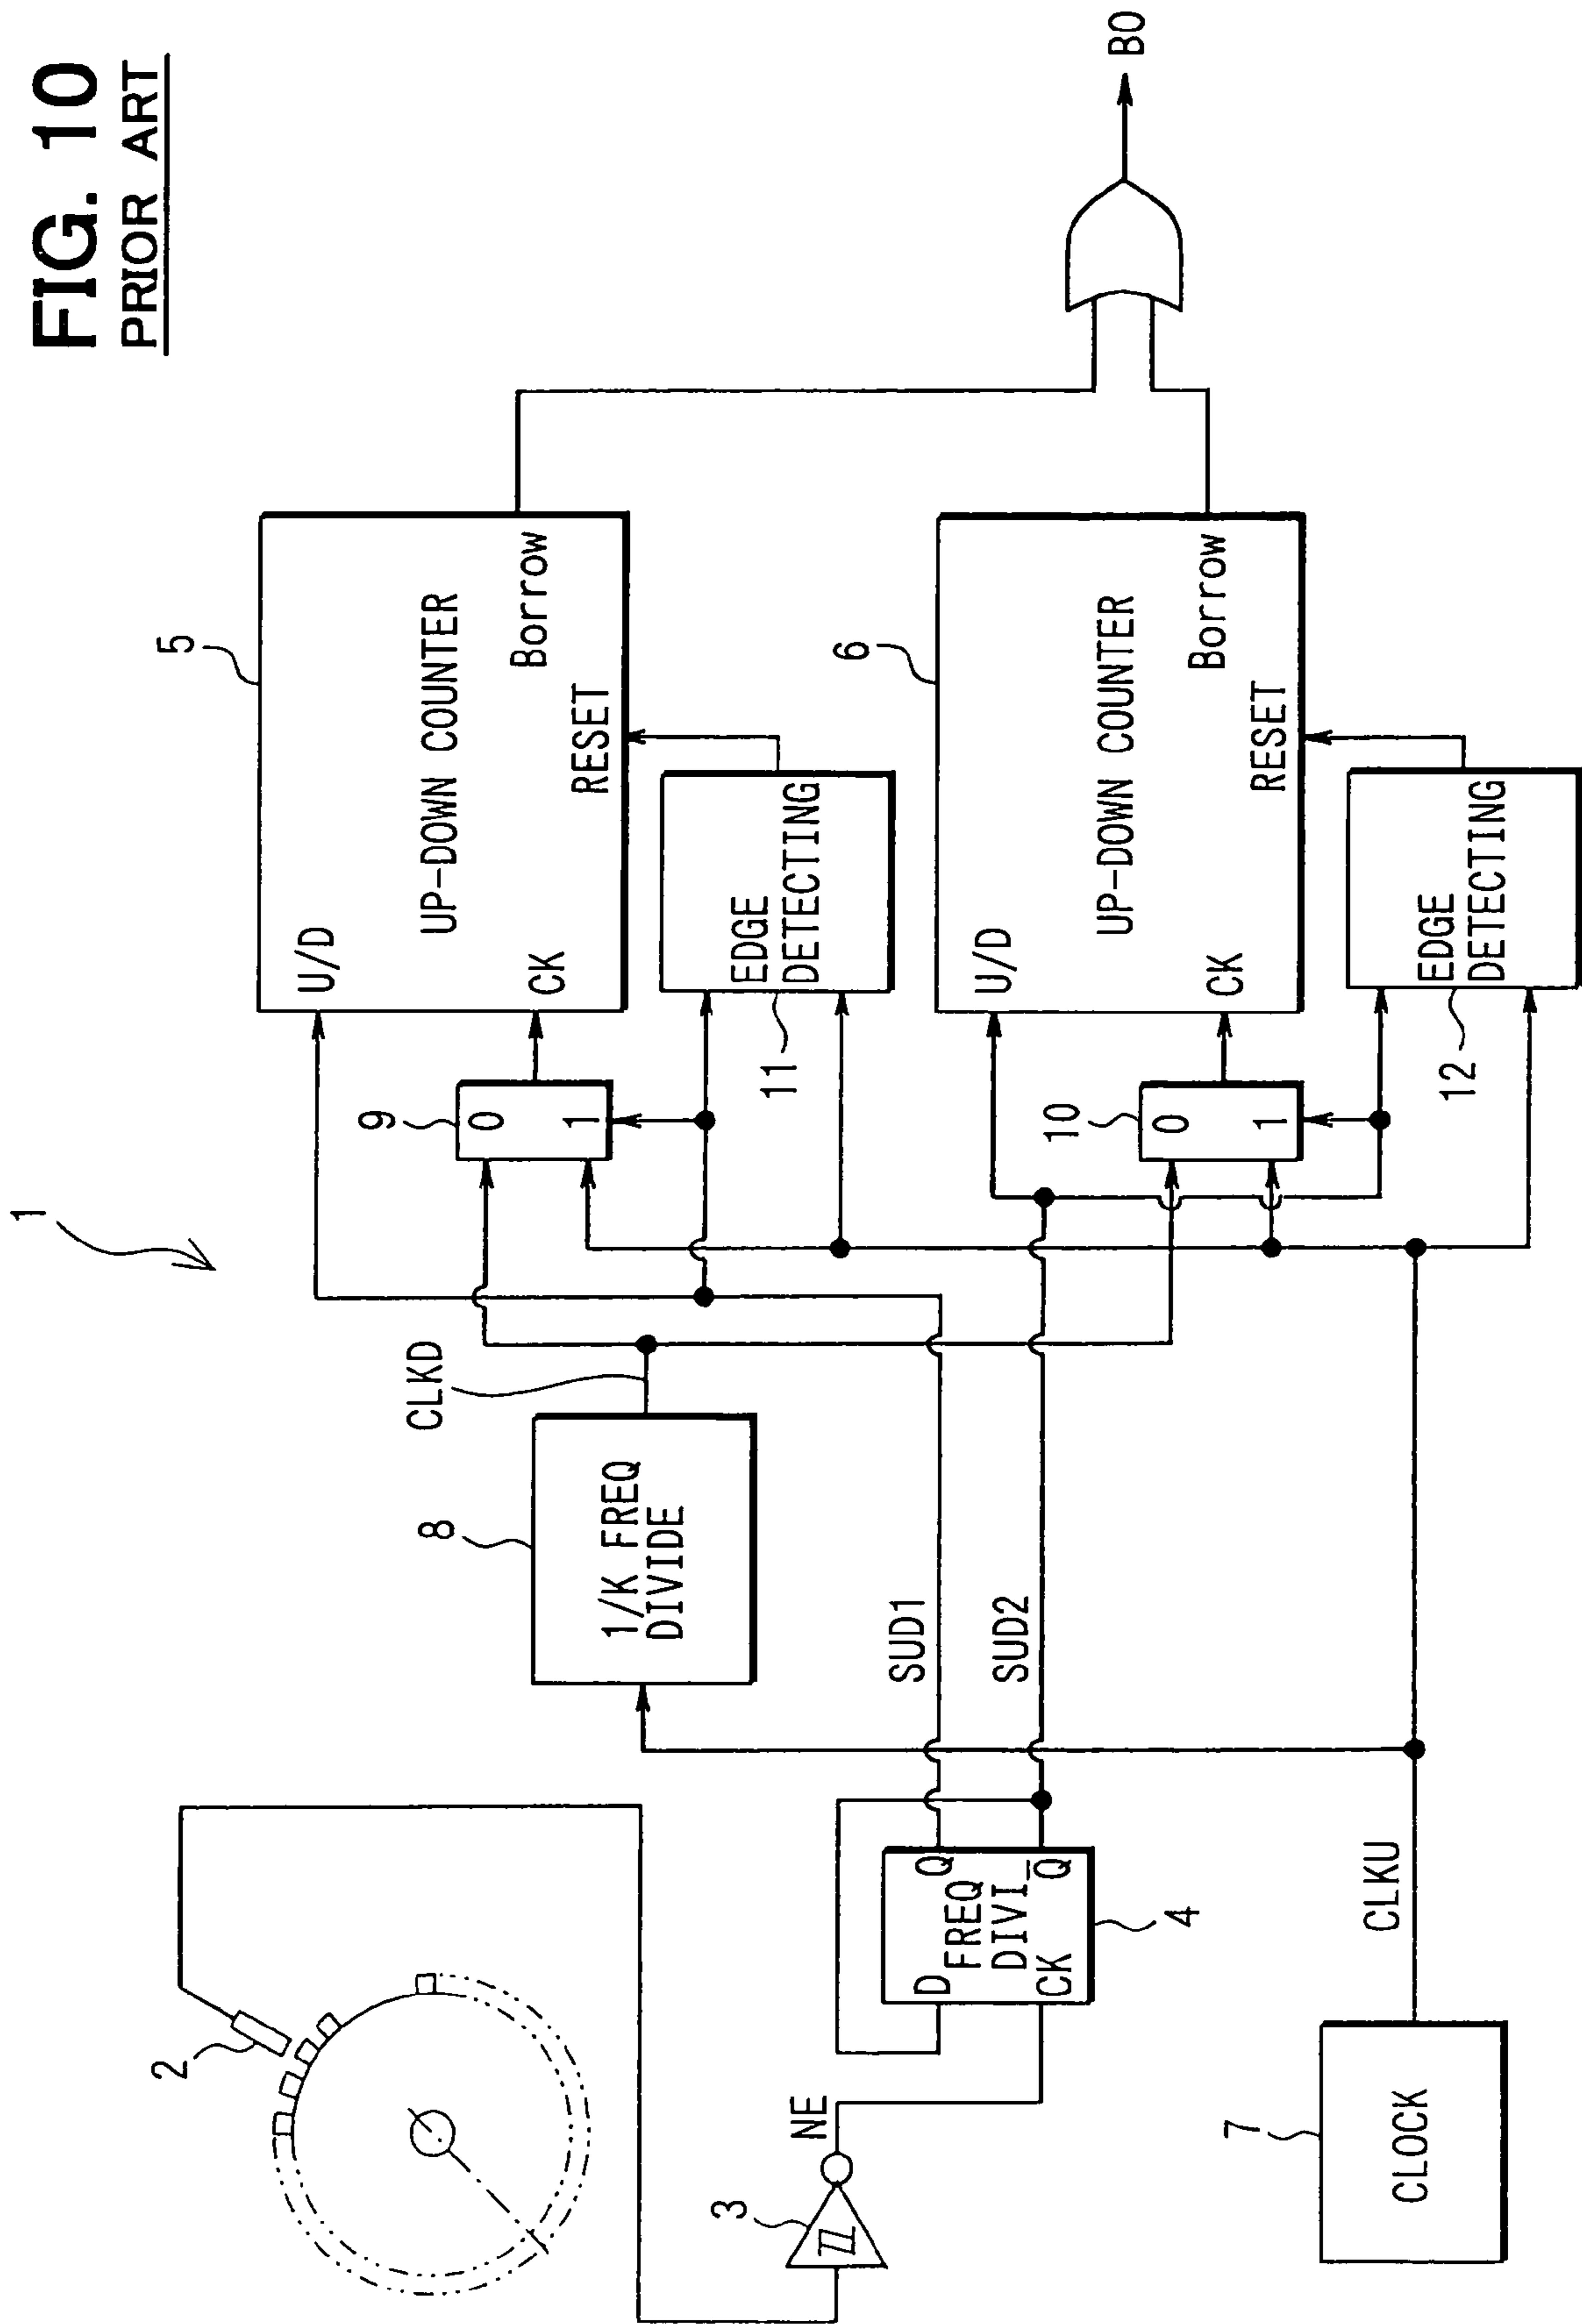 FIG. 10
PRIOR ART
1
2
3
NE
D
Q
FREQ
DIVI
CK
Q̅
4
SUD1
SUD2
7
CLOCK
CLKU
8
1/K FREQ
DIVIDE
CLKD
9
0
1
5
U/D
UP-DOWN COUNTER
CK
Borrow
RESET
11
EDGE
DETECTING
10
0
1
6
U/D
UP-DOWN COUNTER
CK
Borrow
RESET
12
EDGE
DETECTING
BO